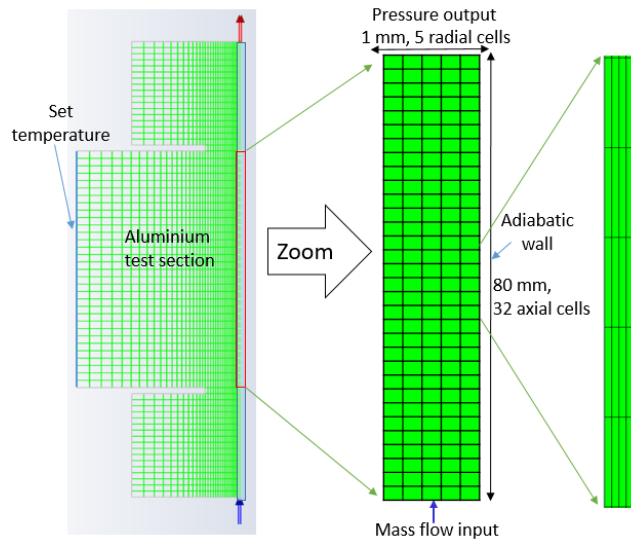 Pressure output
1 mm, 5 radial cells
Set
temperature
Aluminium
test section
Zoom
Adiabatic
wall
80 mm,
32 axial cells
Mass flow input